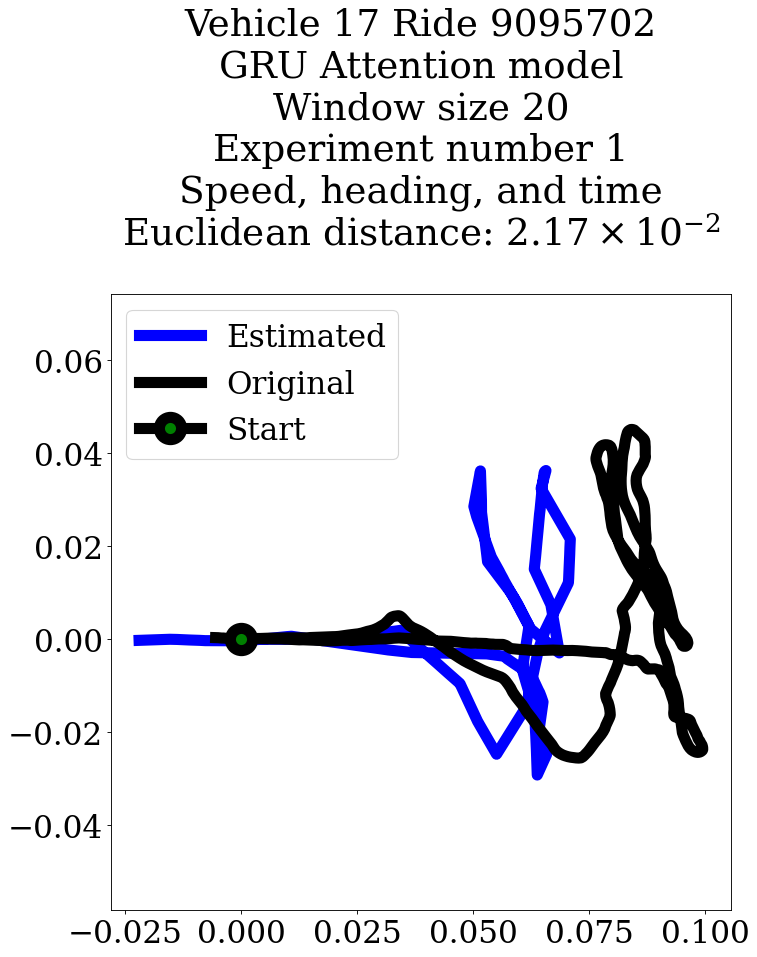 Vehicle 17 Ride 9095702
GRU Attention model
Window size 20
Experiment number 1
Speed, heading, and time
Euclidean distance: 2.17 × 10⁻²
Estimated
Original
Start
0.06
0.04
0.02
0.00
−0.02
−0.04
−0.025 0.000 0.025 0.050 0.075 0.100